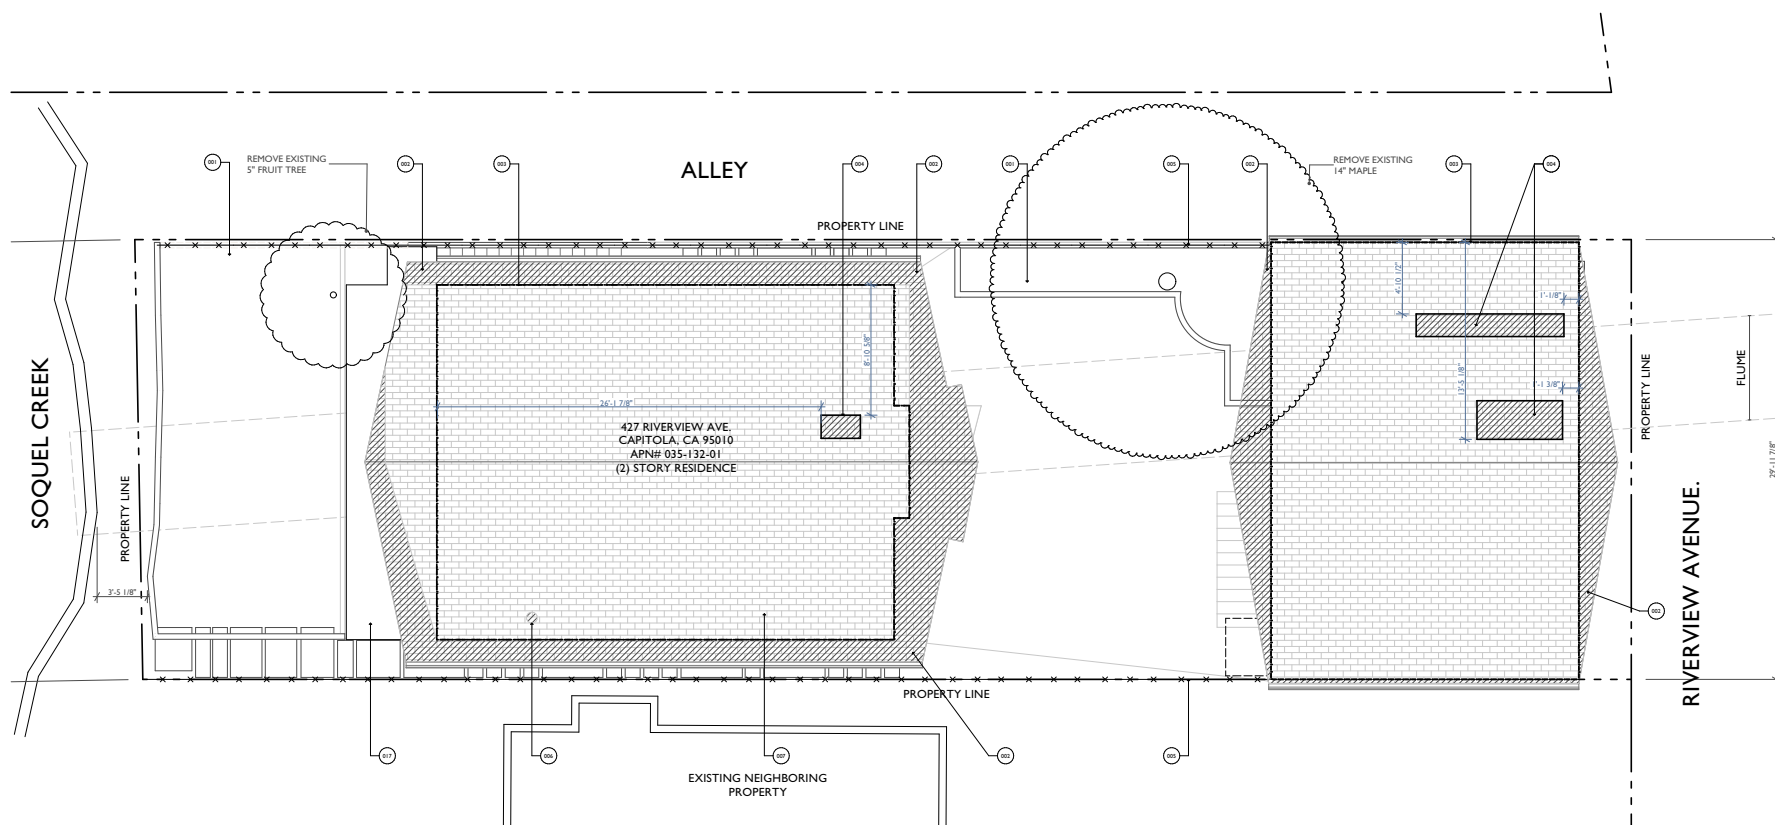 ALLEY
001
REMOVE EXISTING
5" FRUIT TREE
002
003
004
002
001
005
002
REMOVE EXISTING
14" MAPLE
003
004
PROPERTY LINE
4'-10 1/2"
1'-1/8"
8'-10 5/8"
13'-5 1/8"
1'-1 3/8"
26'-1 7/8"
427 RIVERVIEW AVE.
CAPITOLA, CA 95010
APN# 035-132-01
(2) STORY RESIDENCE
SOQUEL CREEK
PROPERTY LINE
3'-5 1/8"
PROPERTY LINE
FLUME
29'-11 7/8"
RIVERVIEW AVENUE.
002
PROPERTY LINE
017
006
007
002
005
EXISTING NEIGHBORING
PROPERTY